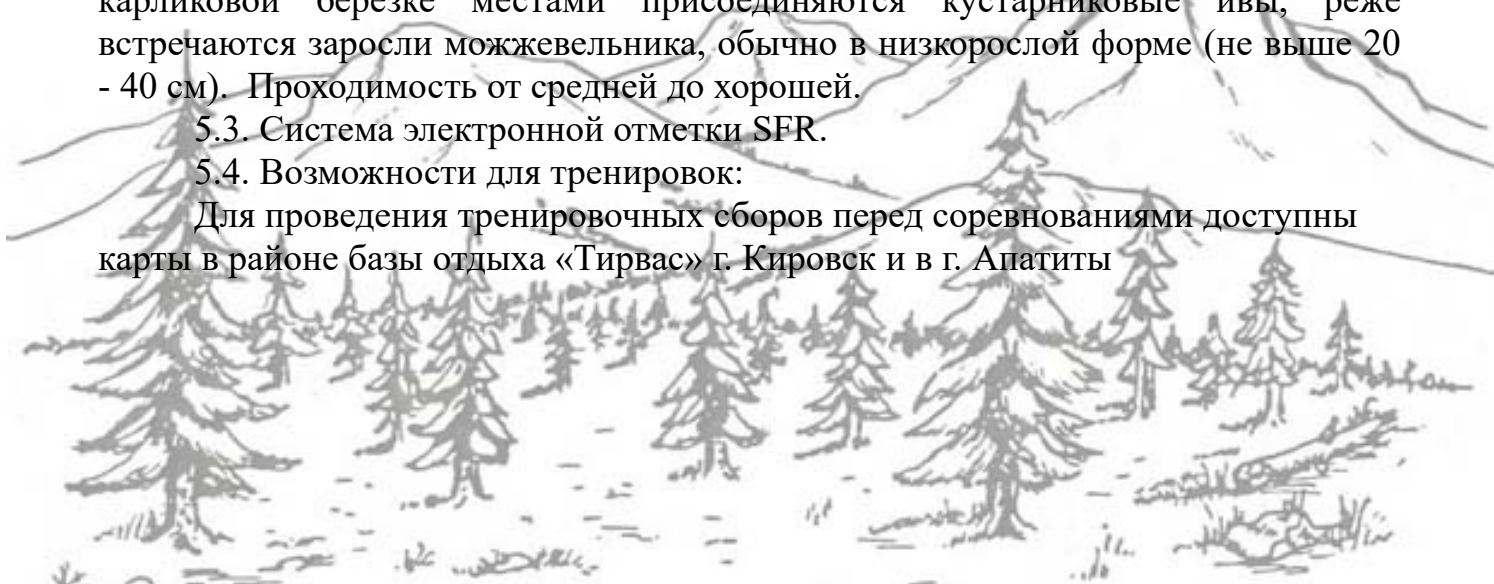 карликовой березке местами присоединяются кустарниковые ивы, реже
встречаются заросли можжевельника, обычно в низкорослой форме (не выше 20
- 40 см). Проходимость от средней до хорошей.
5.3. Система электронной отметки SFR.
5.4. Возможности для тренировок:
Для проведения тренировочных сборов перед соревнованиями доступны
карты в районе базы отдыха «Тирвас» г. Кировск и в г. Апатиты